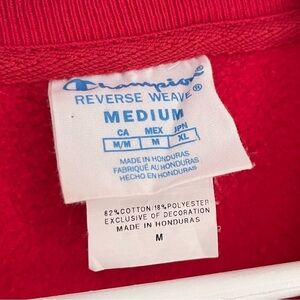 Champion®
REVERSE WEAVE®
MEDIUM
CA MEX JPN
M/M M XL
MADE IN HONDURAS
FABRIQUÉ AU HONDURAS
HECHO EN HONDURAS
82%COTTON 18%POLYESTER
EXCLUSIVE OF DECORATION
MADE IN HONDURAS
M